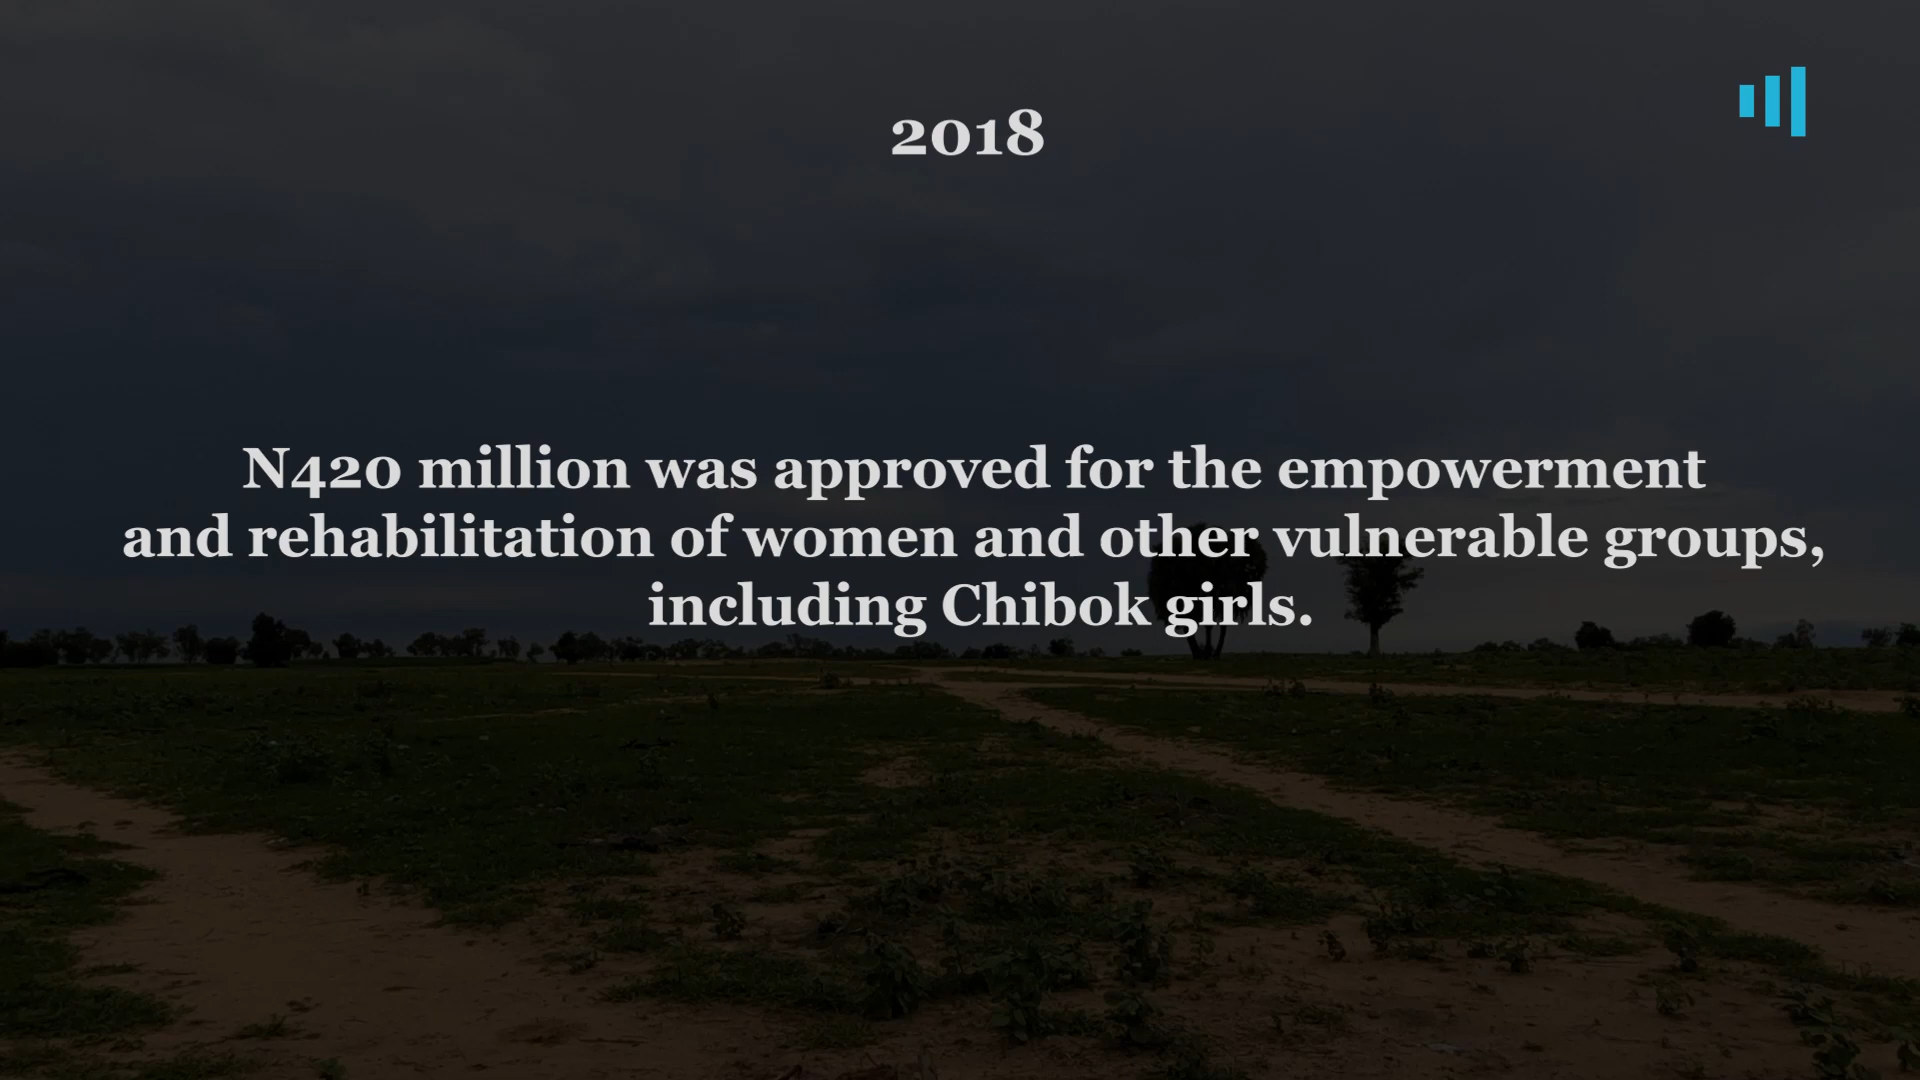 2018
N420 million was approved for the empowerment
and rehabilitation of women and other vulnerable groups,
including Chibok girls.